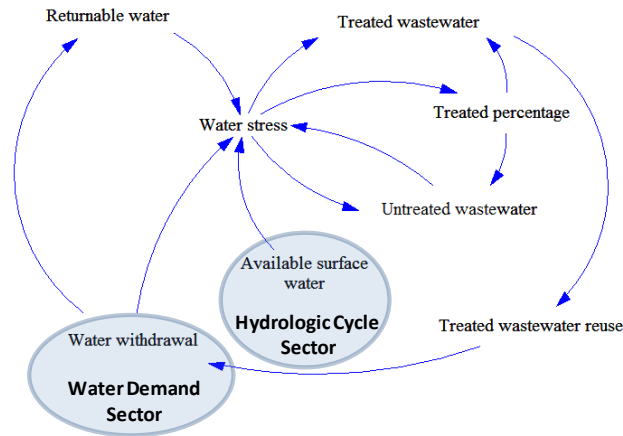 Returnable water
Treated wastewater
Treated percentage
Water stress
Untreated wastewater
Available surface
water
Hydrologic Cycle
Sector
Treated wastewater reuse
Water withdrawal
Water Demand
Sector